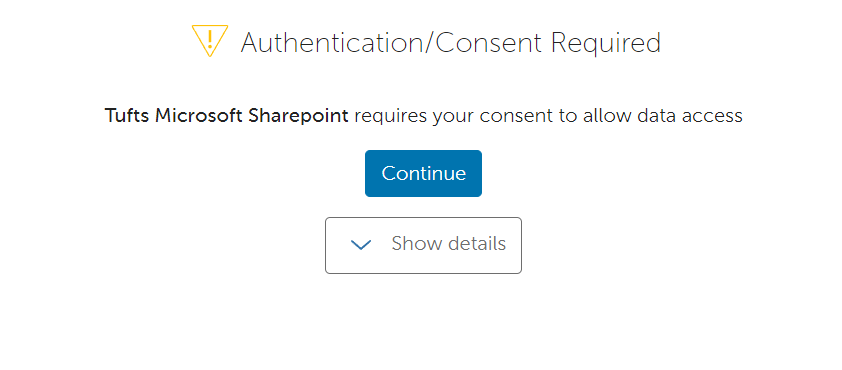 Authentication/Consent Required
Tufts Microsoft Sharepoint requires your consent to allow data access
Continue
Show details